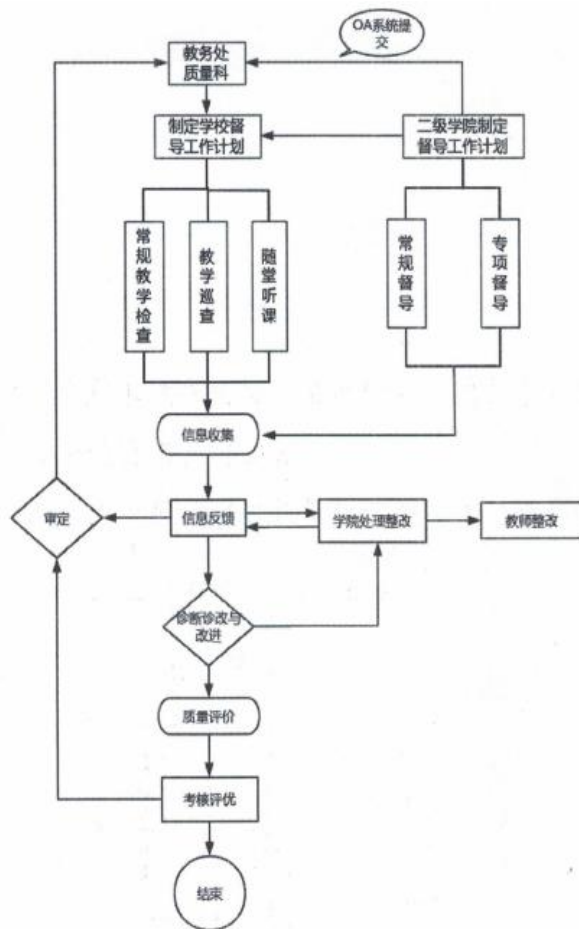 OA系统提
交
教务处
质量科
制定学校督
导工作计划
二级学院制定
督导工作计划
常规教学检查
教学巡查
随堂听课
常规督导
专项督导
信息收集
审定
信息反馈
学院处理整改
教师整改
诊断诊改与
改进
质量评价
考核评优
结束